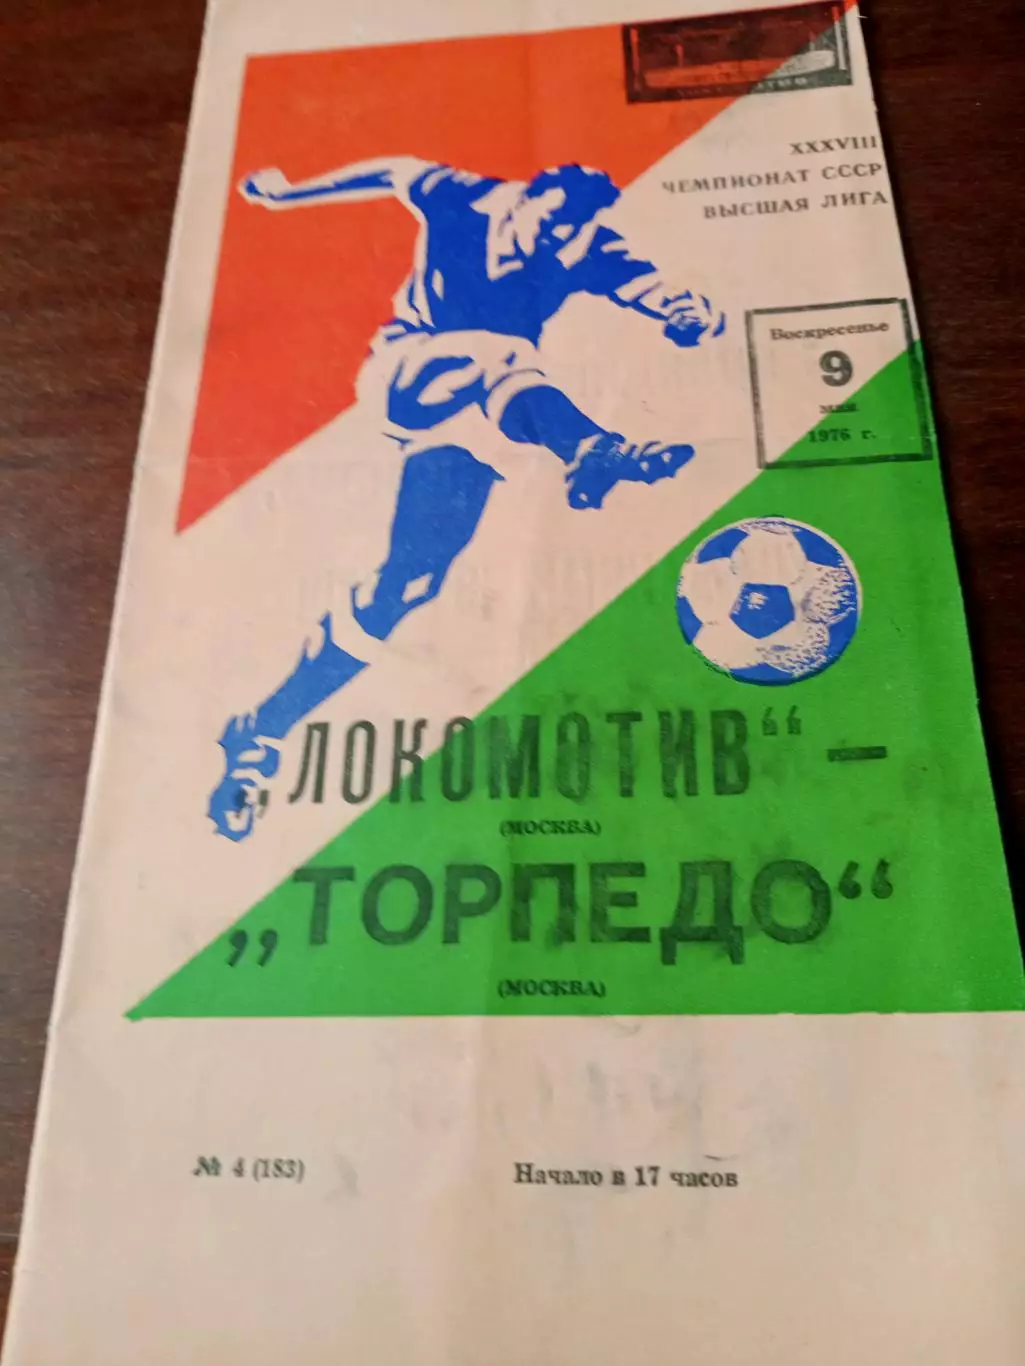 XXXVIII
ЧЕМПИОНАТ СССР
ВЫСШАЯ ЛИГА
Воскресенье
9
мая
1976 г.
„ЛОКОМОТИВ“ —
(МОСКВА)
„ТОРПЕДО“
(МОСКВА)
№ 4 (183)
Начало в 17 часов